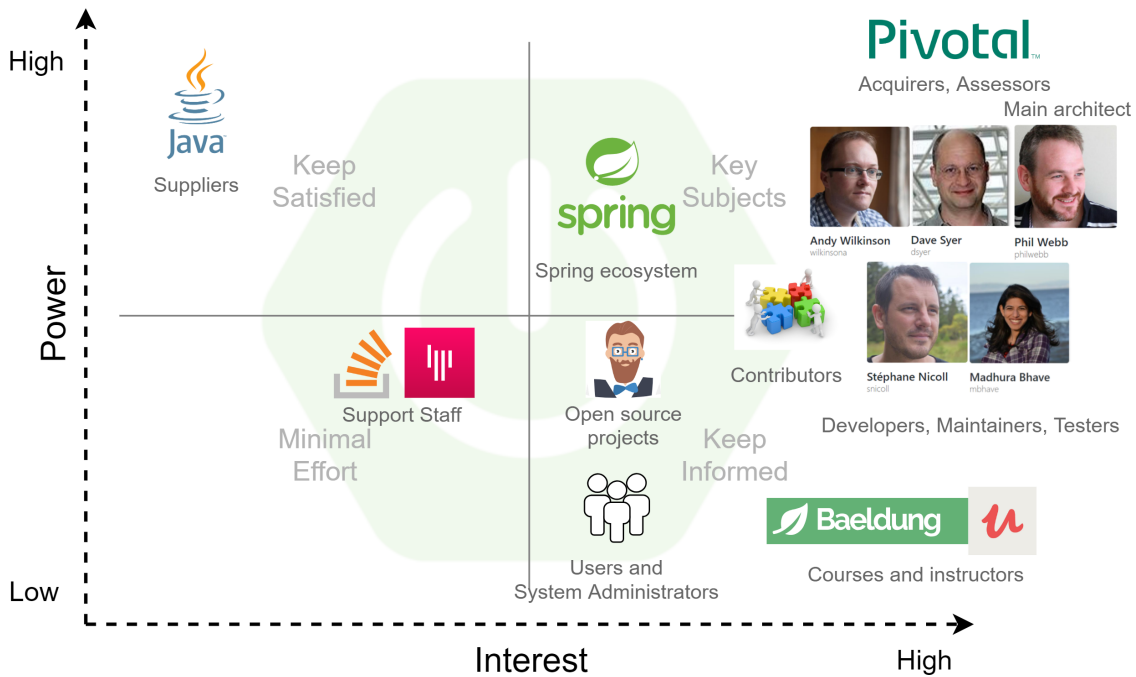 High
Pivotal™
Acquirers, Assessors
Main architect
Java™
Suppliers
Keep
Satisfied
spring
Spring ecosystem
Key
Subjects
Andy Wilkinson
wilkinsona
Dave Syer
dsyer
Phil Webb
philwebb
Power
Support Staff
Open source
projects
Contributors
Stéphane Nicoll
snicoll
Madhura Bhave
mbhave
Developers, Maintainers, Testers
Minimal
Effort
Keep
Informed
Baeldung
Users and
System Administrators
Courses and instructors
Low
Interest
High